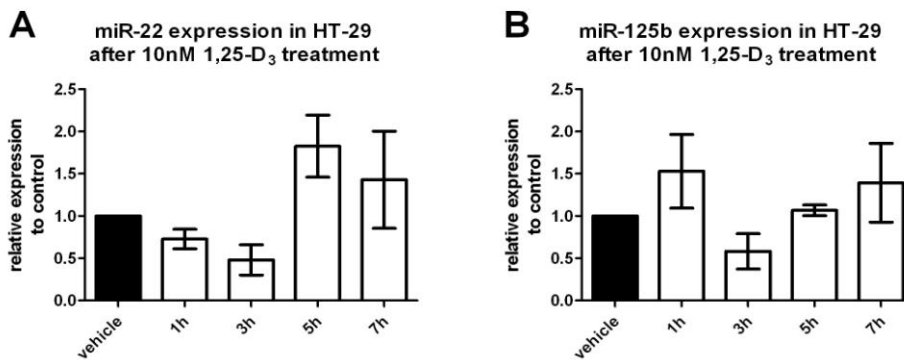 A
miR-22 expression in HT-29
after 10nM 1,25-D₃ treatment
relative expression
to control
2.5
2.0
1.5
1.0
0.5
0.0
vehicle
1h
3h
5h
7h
B
miR-125b expression in HT-29
after 10nM 1,25-D₃ treatment
relative expression
to control
2.5
2.0
1.5
1.0
0.5
0.0
vehicle
1h
3h
5h
7h